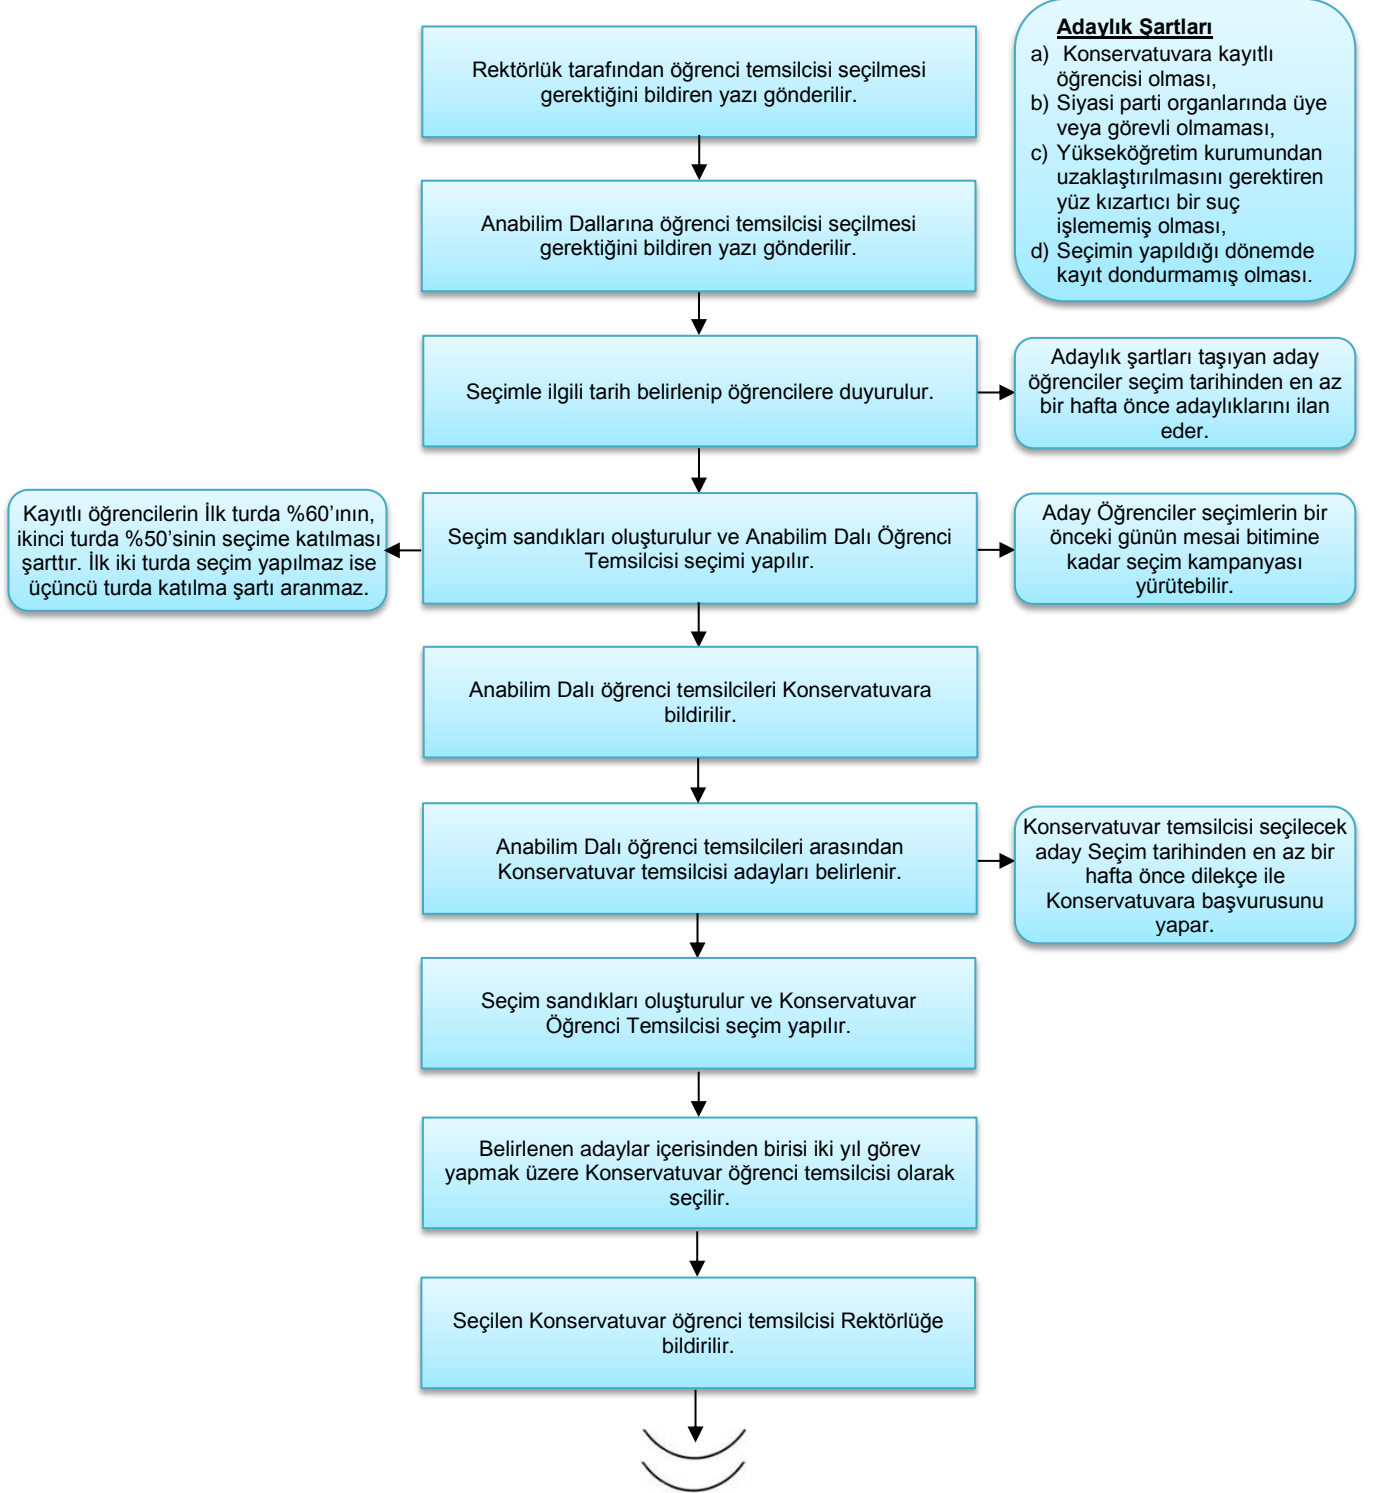 Rektörlük tarafından öğrenci temsilcisi seçilmesi
gerektiğini bildiren yazı gönderilir.
Adaylık Şartları
a) Konservatuvara kayıtlı
öğrencisi olması,
b) Siyasi parti organlarında üye
veya görevli olmaması,
c) Yükseköğretim kurumundan
uzaklaştırılmasını gerektiren
yüz kızartıcı bir suç
işlememiş olması,
d) Seçimin yapıldığı dönemde
kayıt dondurmamış olması.
Anabilim Dallarına öğrenci temsilcisi seçilmesi
gerektiğini bildiren yazı gönderilir.
Seçimle ilgili tarih belirlenip öğrencilere duyurulur.
Adaylık şartları taşıyan aday
öğrenciler seçim tarihinden en az
bir hafta önce adaylıklarını ilan
eder.
Kayıtlı öğrencilerin İlk turda %60’ının,
ikinci turda %50’sinin seçime katılması
şarttır. İlk iki turda seçim yapılmaz ise
üçüncü turda katılma şartı aranmaz.
Seçim sandıkları oluşturulur ve Anabilim Dalı Öğrenci
Temsilcisi seçimi yapılır.
Aday Öğrenciler seçimlerin bir
önceki günün mesai bitimine
kadar seçim kampanyası
yürütebilir.
Anabilim Dalı öğrenci temsilcileri Konservatuvara
bildirilir.
Anabilim Dalı öğrenci temsilcileri arasından
Konservatuvar temsilcisi adayları belirlenir.
Konservatuvar temsilcisi seçilecek
aday Seçim tarihinden en az bir
hafta önce dilekçe ile
Konservatuvara başvurusunu
yapar.
Seçim sandıkları oluşturulur ve Konservatuvar
Öğrenci Temsilcisi seçim yapılır.
Belirlenen adaylar içerisinden birisi iki yıl görev
yapmak üzere Konservatuvar öğrenci temsilcisi olarak
seçilir.
Seçilen Konservatuvar öğrenci temsilcisi Rektörlüğe
bildirilir.